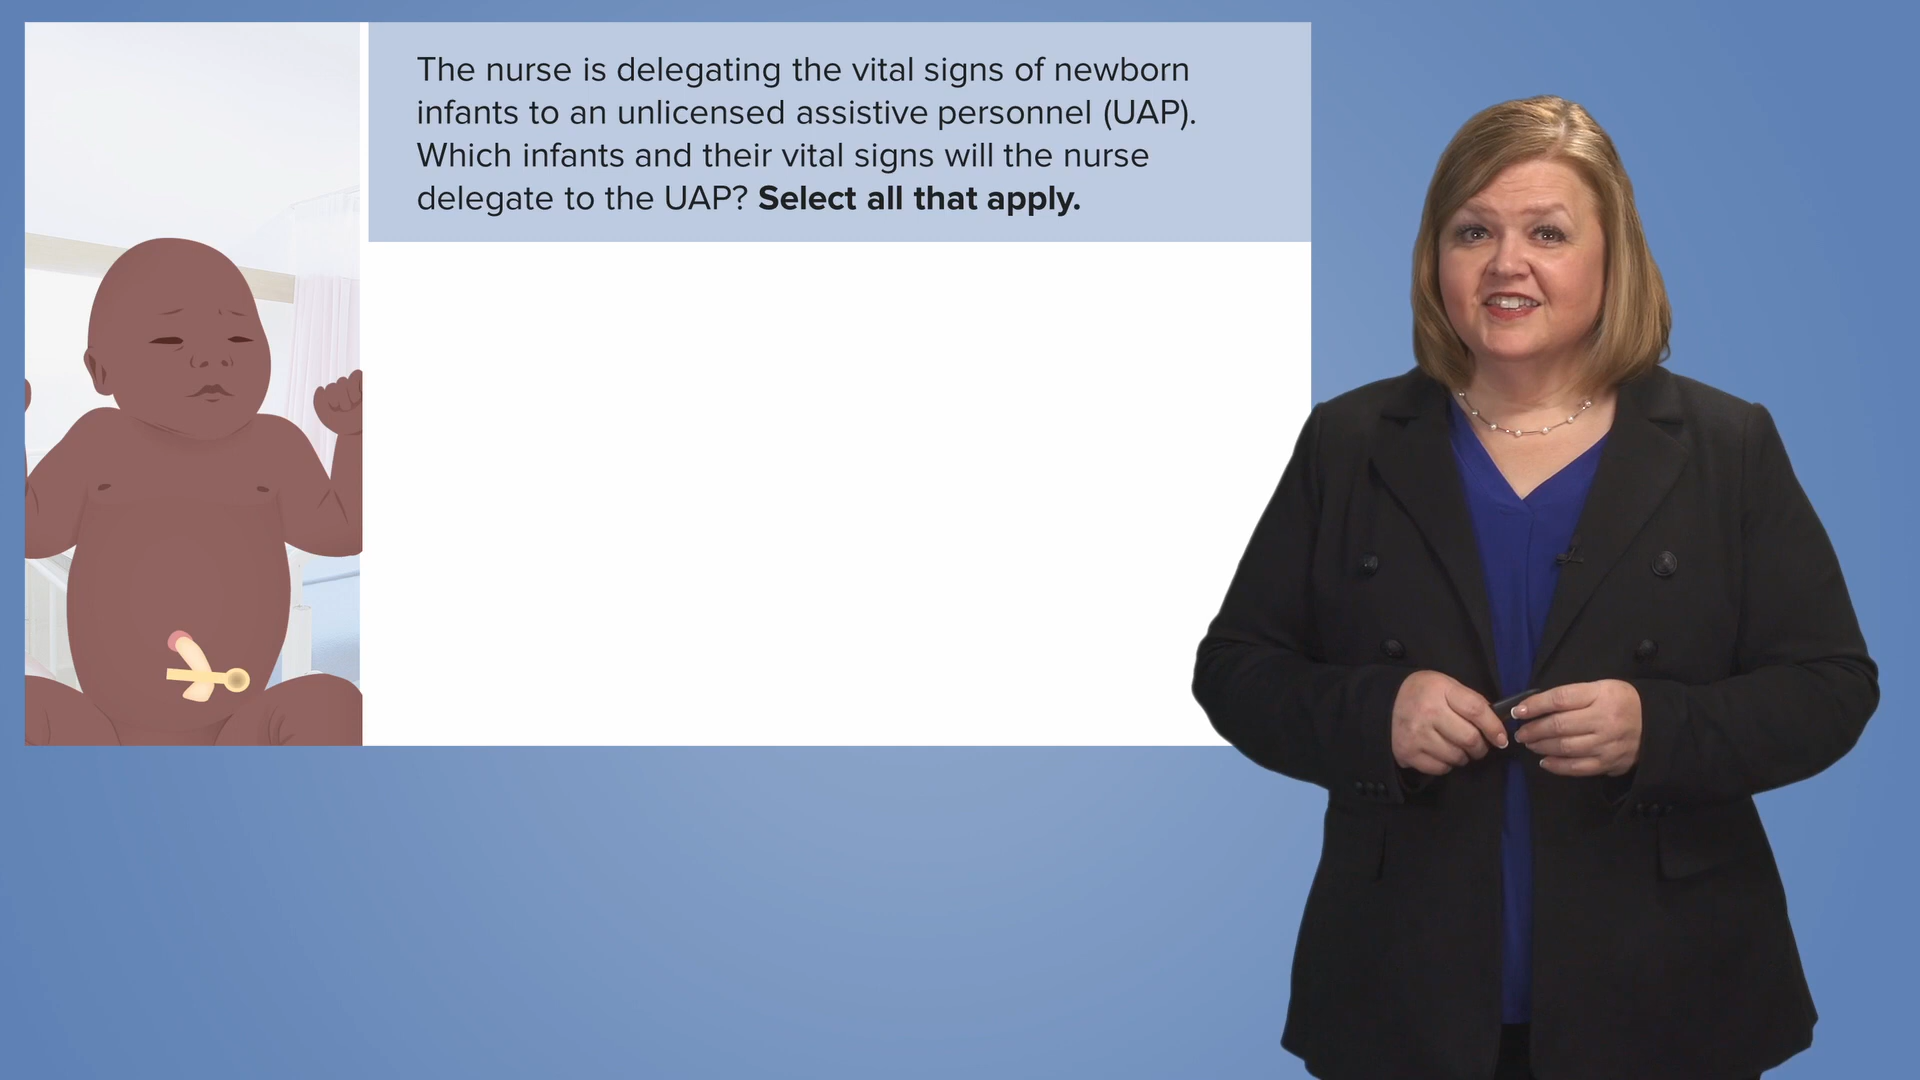 The nurse is delegating the vital signs of newborn
infants to an unlicensed assistive personnel (UAP).
Which infants and their vital signs will the nurse
delegate to the UAP? Select all that apply.